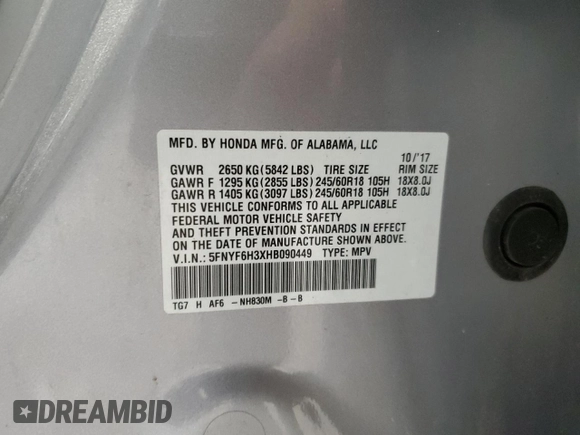 MFD. BY HONDA MFG. OF ALABAMA, LLC
10/'17
GVWR 2650 KG (5842 LBS) TIRE SIZE RIM SIZE
GAWR F 1295 KG (2855 LBS) 245/60R18 105H 18X8.0J
GAWR R 1405 KG (3097 LBS) 245/60R18 105H 18X8.0J
THIS VEHICLE CONFORMS TO ALL APPLICABLE
FEDERAL MOTOR VEHICLE SAFETY
AND THEFT PREVENTION STANDARDS IN EFFECT
ON THE DATE OF MANUFACTURE SHOWN ABOVE.
V.I.N.: 5FNYF6H3XHB090449 TYPE: MPV
TG7 H AF6 -NH830M -B-B
DREAMBID